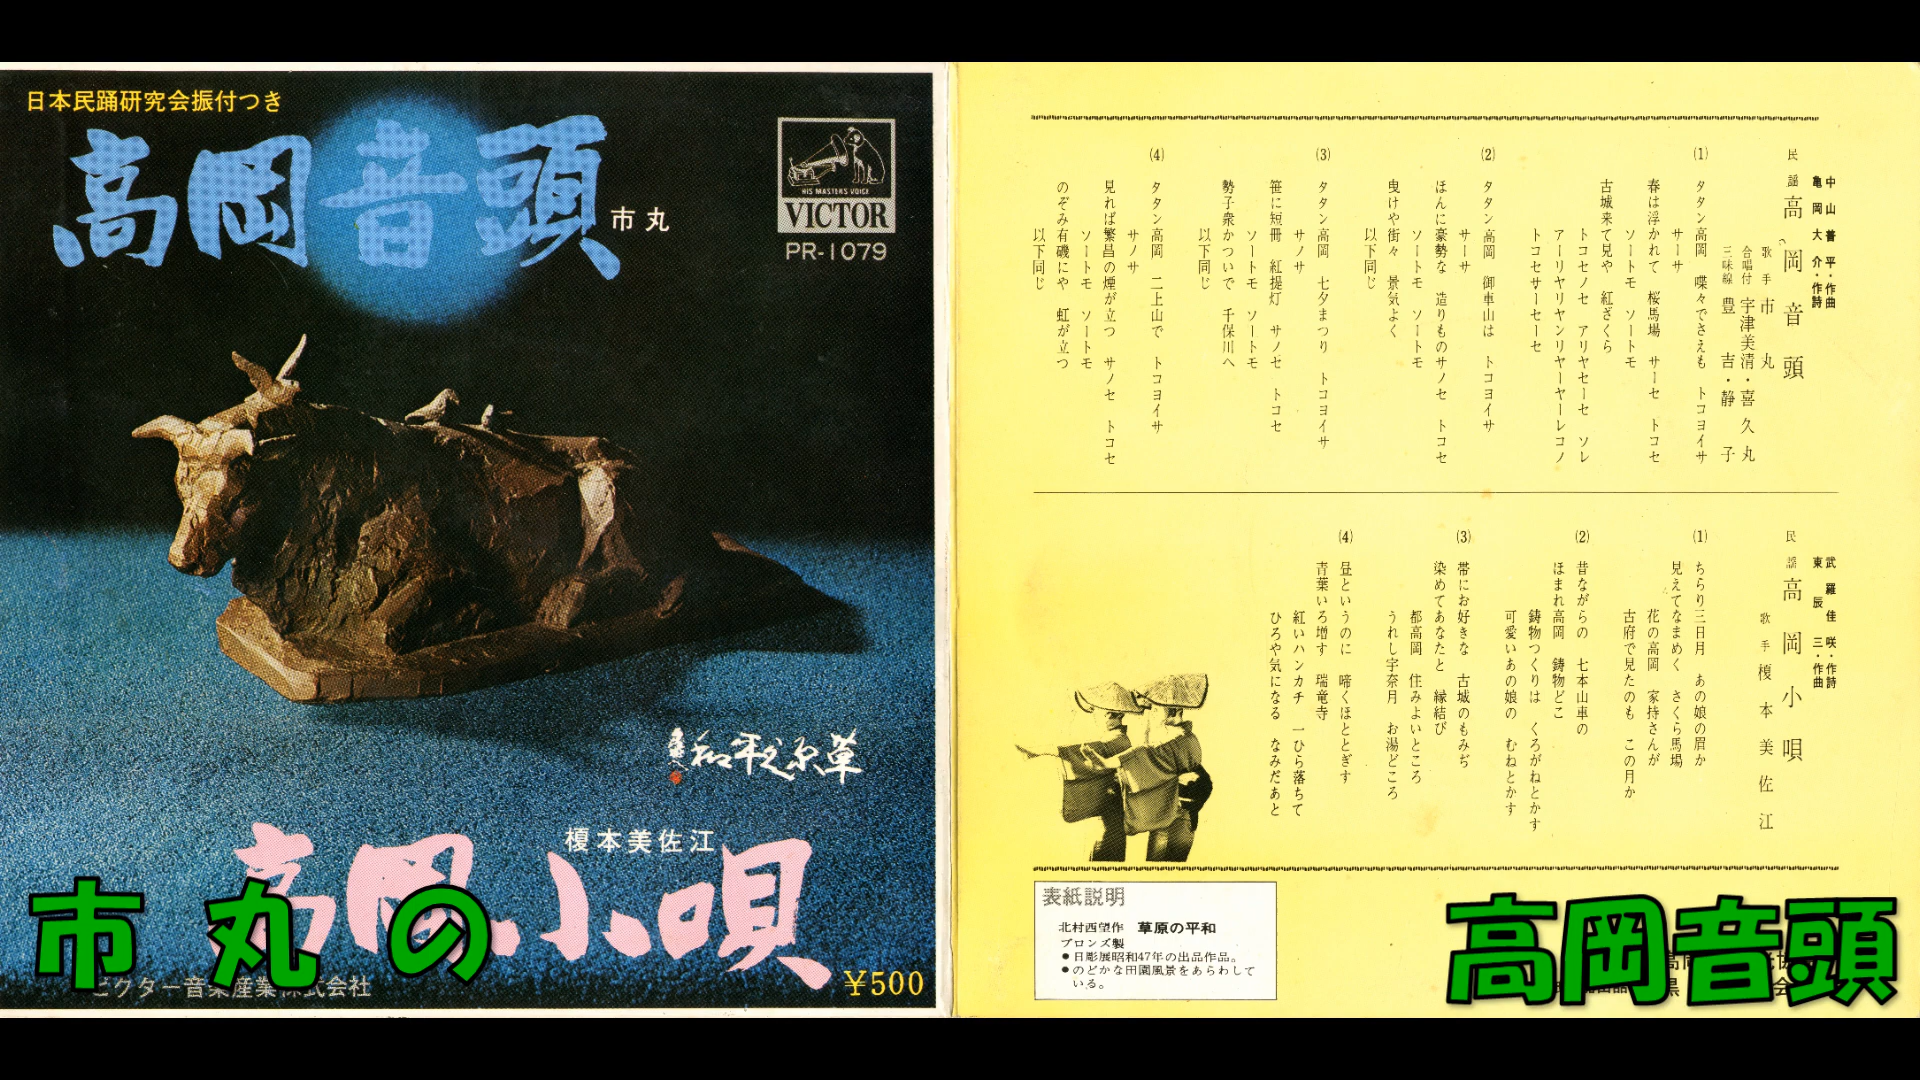 日本民踊研究会振付つき
高岡音頭
市丸
HIS MASTER'S VOICE
VICTOR
PR-1079
草原之平和
榎本美佐江
高岡小唄
ビクター音楽産業株式会社
¥500
市丸の
中山晋平・作曲
亀岡大介・作詩
民謡 高岡音頭
歌手 市丸
合唱付 宇津美清・喜久丸
三味線 豊吉・静子
(1)
タタン高岡 喋々でさえも トコヨイサ
サーサ
春は浮かれて 桜馬場 サーセ トコセ
ソートモ ソートモ
古城来て見や 紅ざくら
トコセノセ アリヤセーセ ソレ
アーリヤリヤンリヤーヤーレコノ
トコセサーセーセ
(2)
タタン高岡 御車山は トコヨイサ
サーサ
ほんに豪勢な 造りものサノセ トコセ
ソートモ ソートモ
曳けや街々 景気よく
以下同じ
(3)
タタン高岡 七夕まつり トコヨイサ
サノサ
笹に短冊 紅提灯 サノセ トコセ
ソートモ ソートモ
勢子衆かついで 千保川へ
以下同じ
(4)
タタン高岡 二上山で トコヨイサ
サノサ
見れば繁昌の煙が立つ サノセ トコセ
ソートモ ソートモ
のぞみ有磯にや 虹が立つ
以下同じ
武羅佳咲・作詩
東辰三・作曲
民謡 高岡小唄
歌手 榎本美佐江
(1)
ちらり三日月 あの娘の眉か
見えてなまめく さくら馬場
花の高岡 家持さんが
古府で見たのも この月か
(2)
昔ながらの 七本山車の
ほまれ高岡 鋳物どこ
鋳物つくりは くろがねとかす
可愛いあの娘の むねとかす
(3)
帯にお好きな 古城のもみぢ
染めてあなたと 縁結び
都高岡 住みよいところ
うれし宇奈月 お湯どころ
(4)
昼というのに 啼くほととぎす
青葉いろ増す 瑞竜寺
紅いハンカチ 一ひら落ちて
ひろや気になる なみだあと
表紙説明
北村西望作 草原の平和
ブロンズ製
●日彫展昭和47年の出品作品。
●のどかな田園風景をあらわして
いる。
高岡音頭